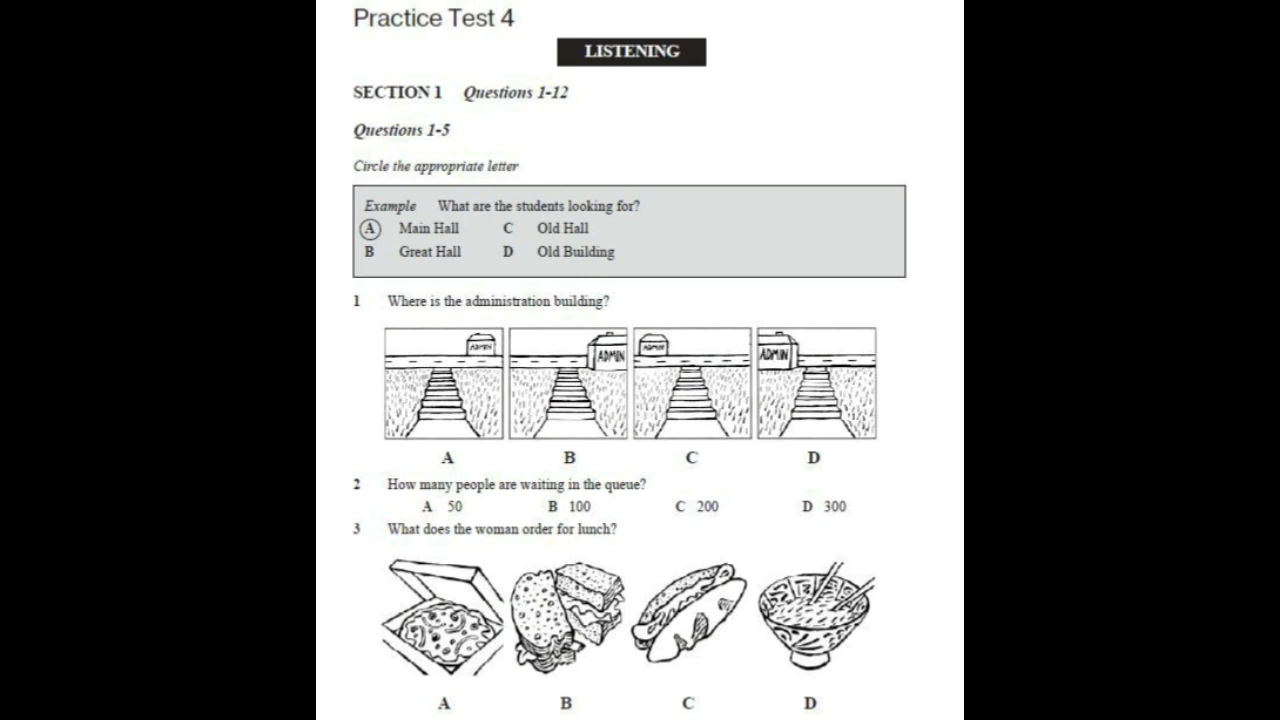 Practice Test 4
LISTENING
SECTION 1 Questions 1-12
Questions 1-5
Circle the appropriate letter
Example What are the students looking for?
A Main Hall C Old Hall
B Great Hall D Old Building
1 Where is the administration building?
ADMIN ADMIN ADMIN ADMIN
A B C D
2 How many people are waiting in the queue?
A 50 B 100 C 200 D 300
3 What does the woman order for lunch?
A B C D